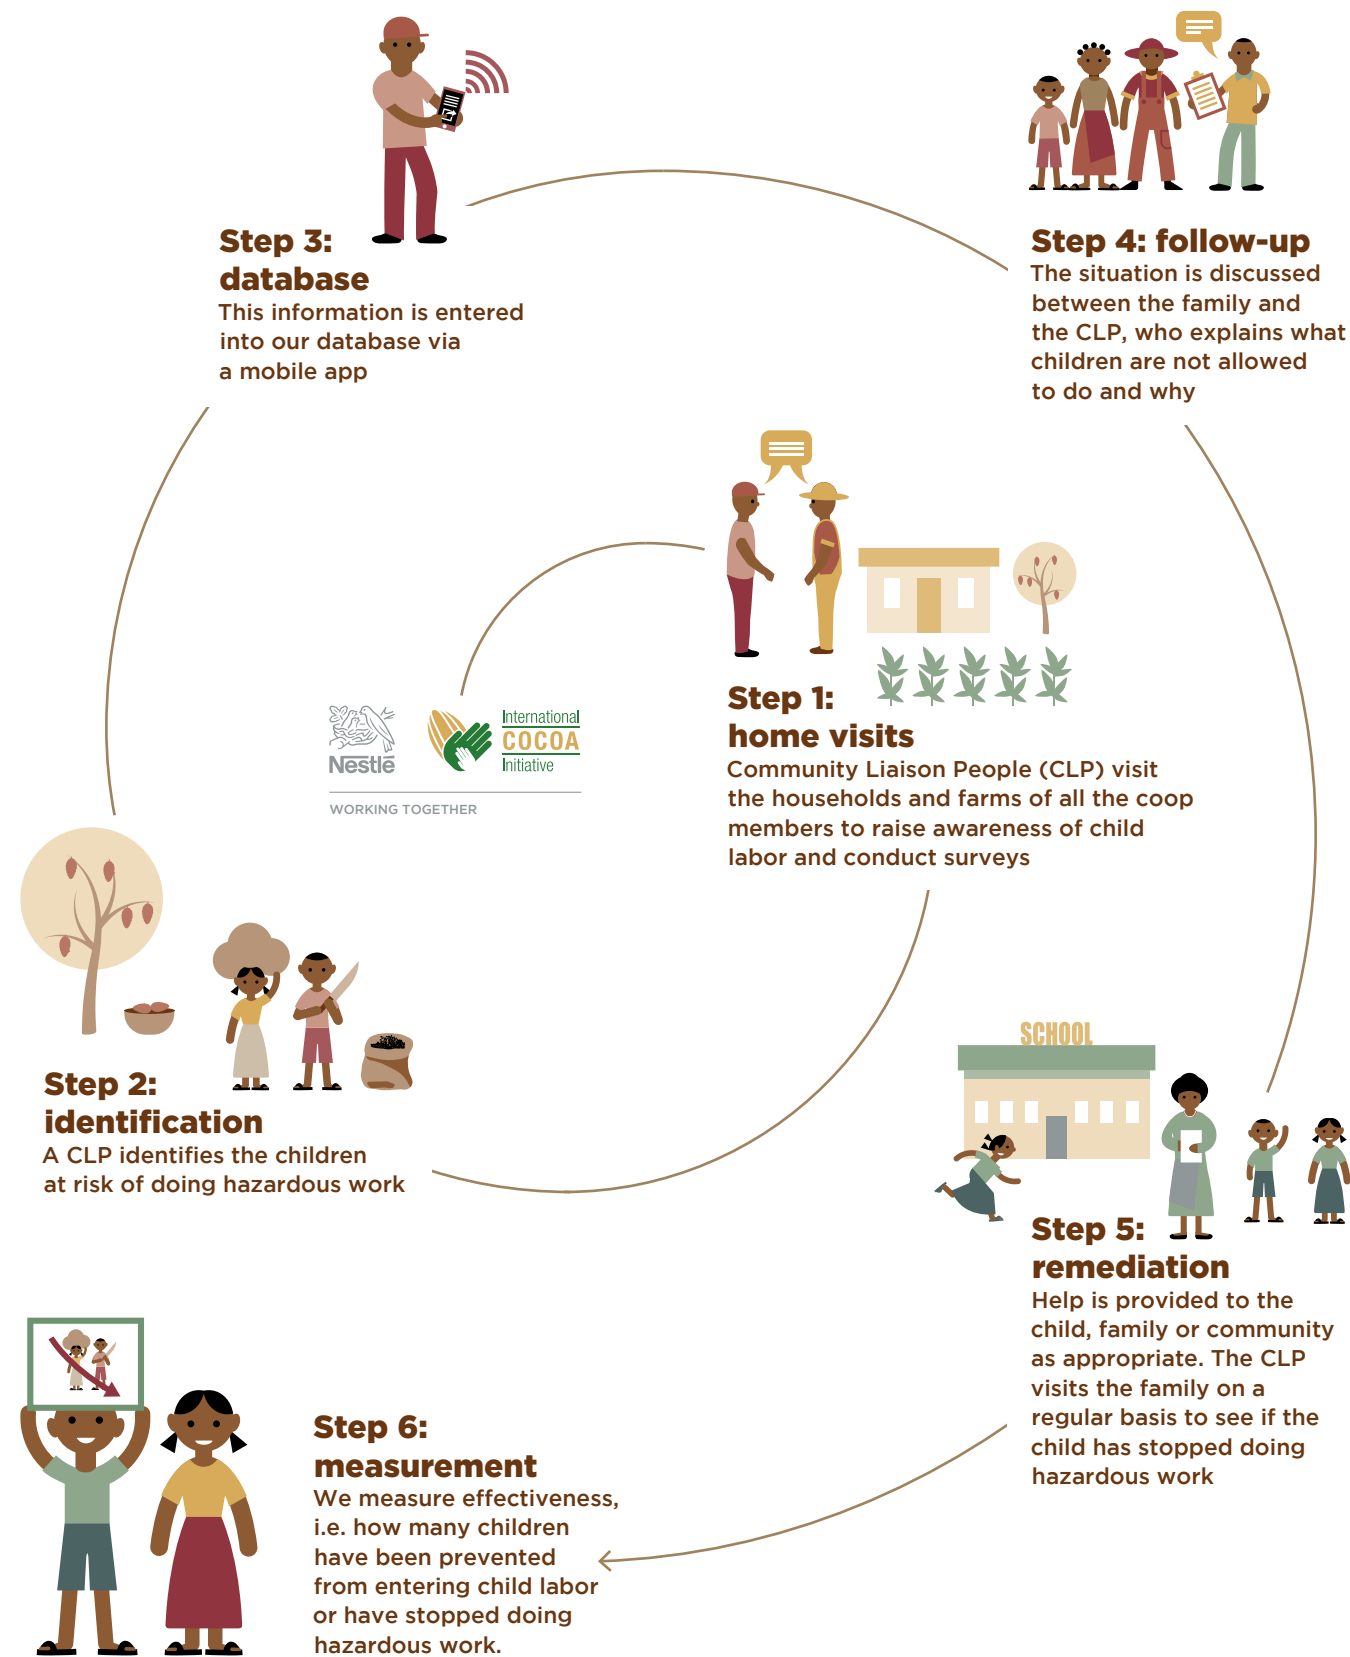 Step 3:
database
This information is entered
into our database via
a mobile app
Step 4: follow-up
The situation is discussed
between the family and
the CLP, who explains what
children are not allowed
to do and why
Step 1:
home visits
Community Liaison People (CLP) visit
the households and farms of all the coop
members to raise awareness of child
labor and conduct surveys
Nestlé
International
COCOA
Initiative
WORKING TOGETHER
Step 2:
identification
A CLP identifies the children
at risk of doing hazardous work
SCHOOL
Step 5:
remediation
Help is provided to the
child, family or community
as appropriate. The CLP
visits the family on a
regular basis to see if the
child has stopped doing
hazardous work
Step 6:
measurement
We measure effectiveness,
i.e. how many children
have been prevented
from entering child labor
or have stopped doing
hazardous work.